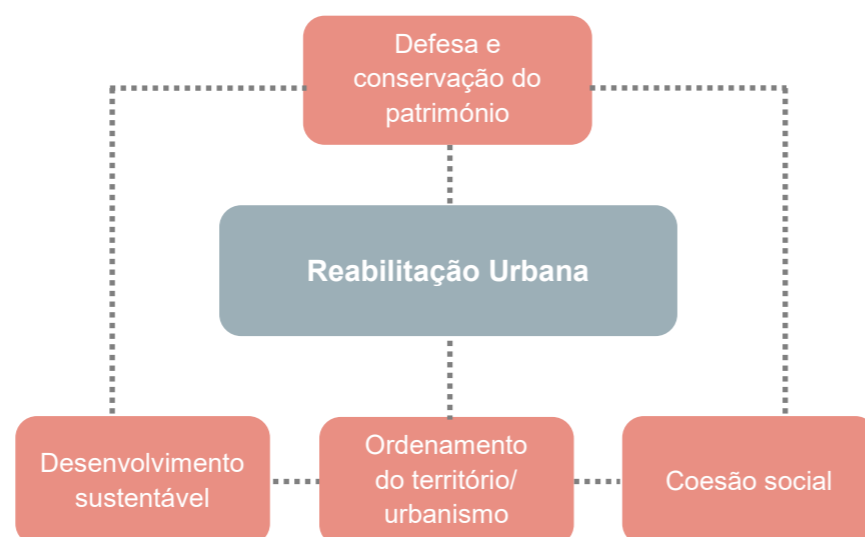 Defesa e
conservação do
património
Reabilitação Urbana
Desenvolvimento
sustentável
Ordenamento
do território/
urbanismo
Coesão social